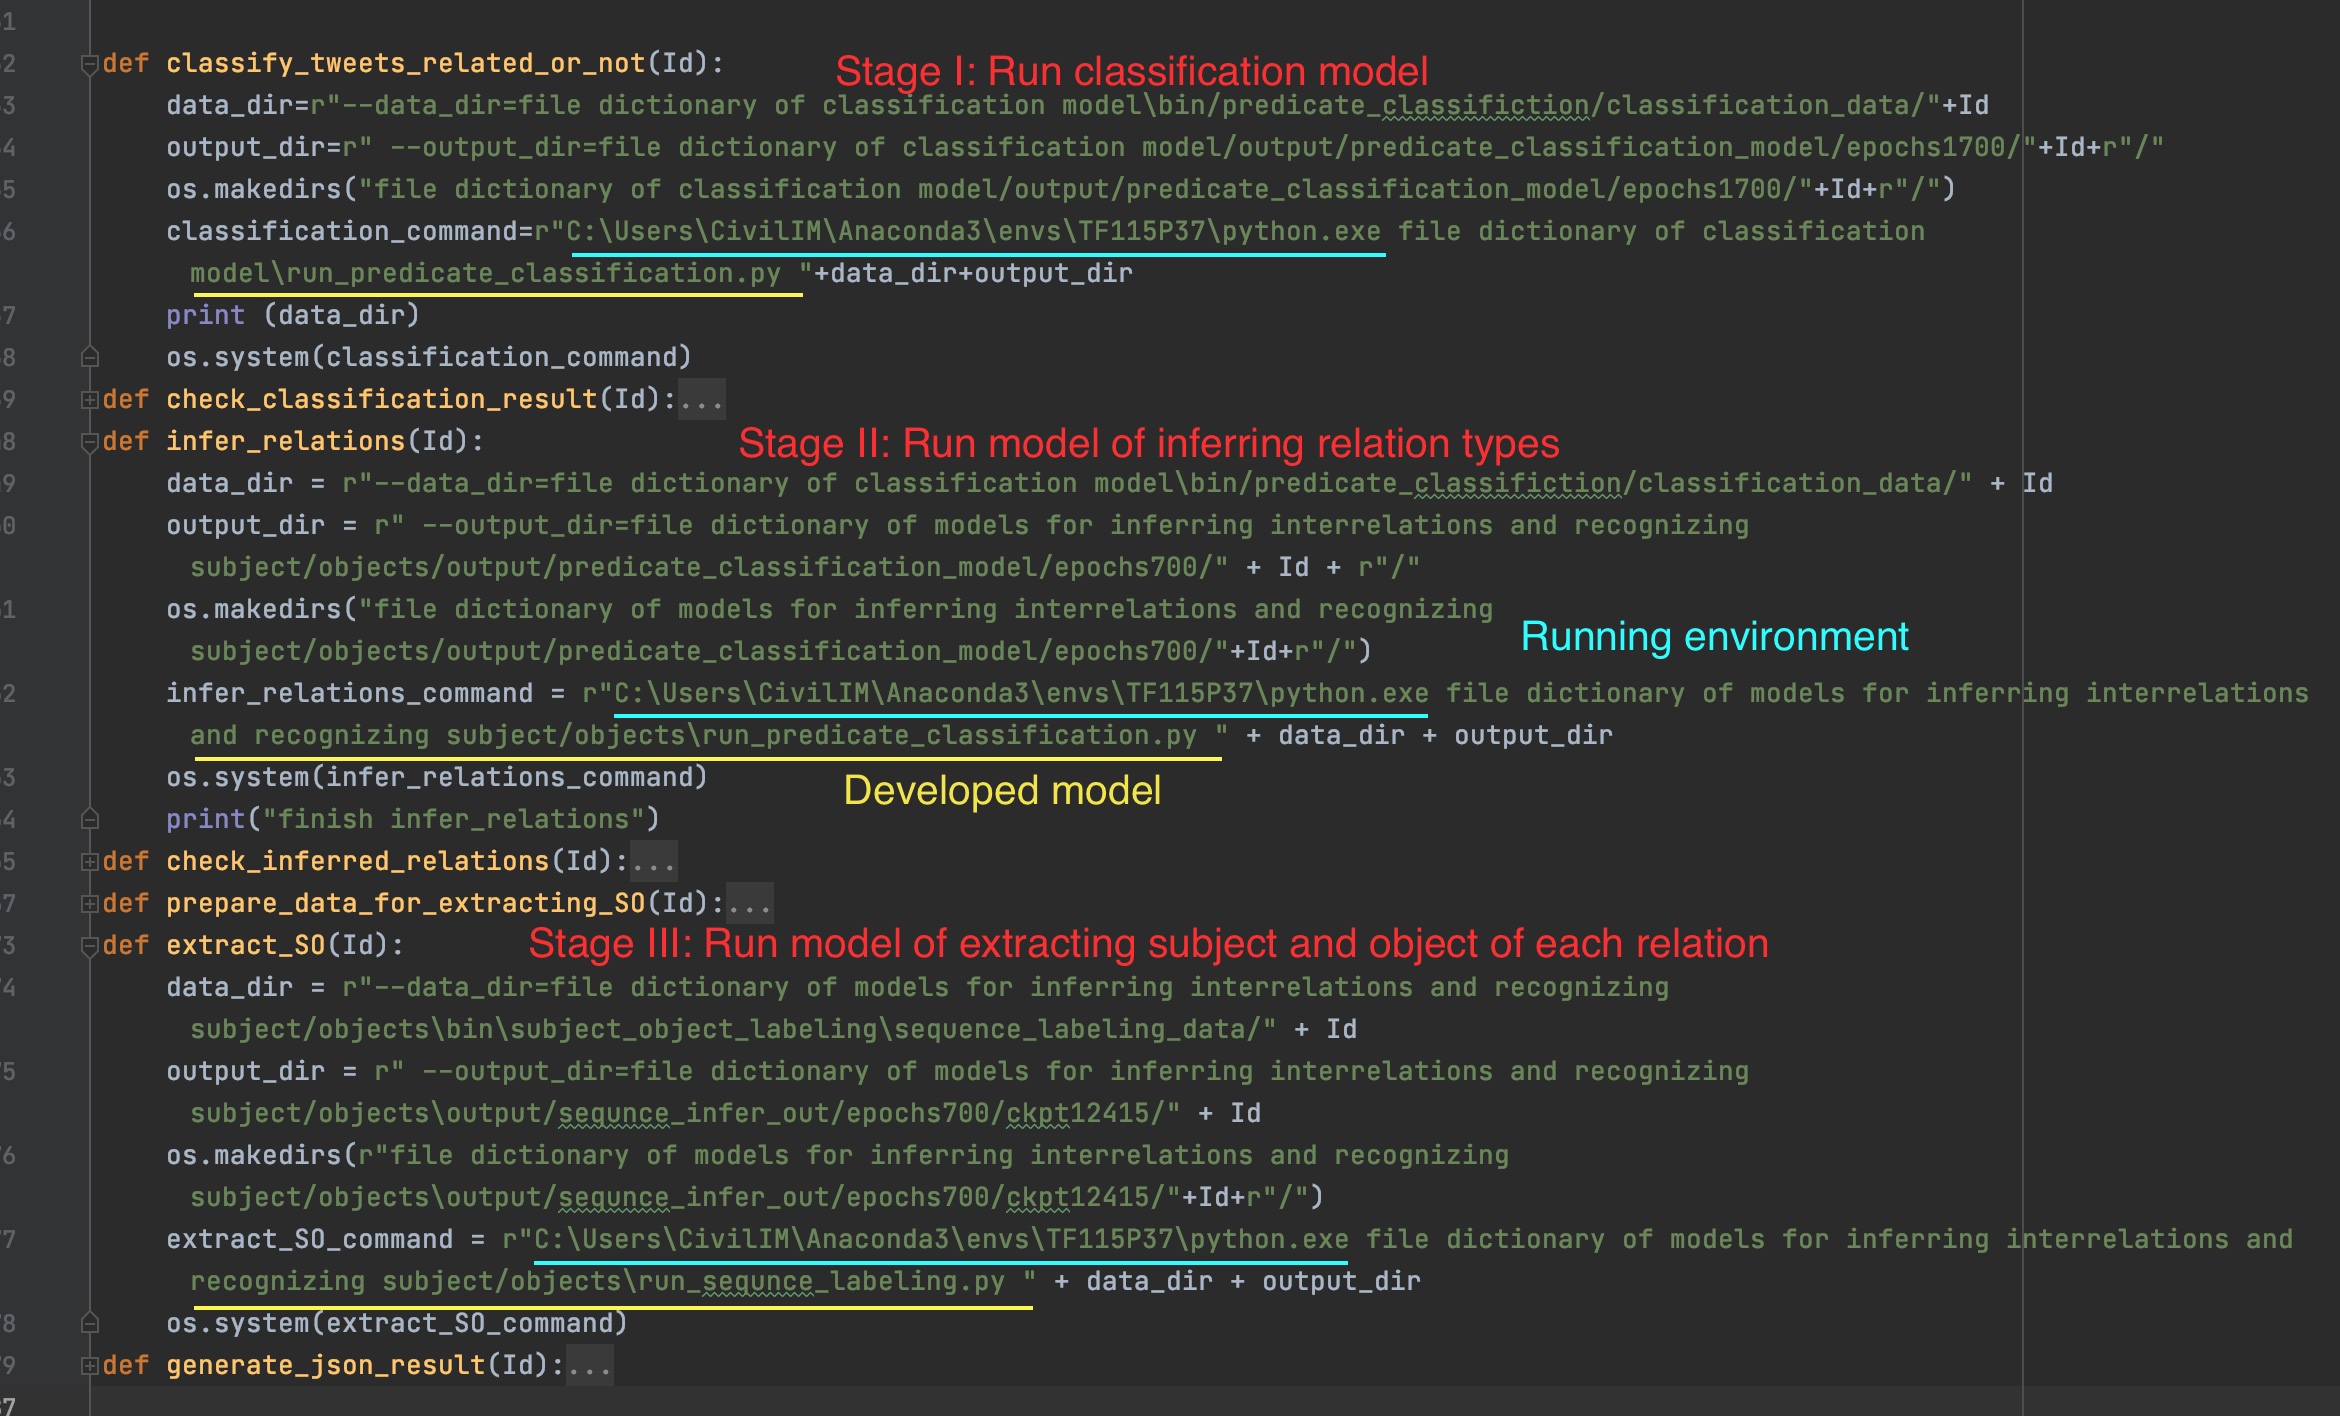 51
52 def classify_tweets_related_or_not(Id): Stage I: Run classification model
53 data_dir=r"--data_dir=file dictionary of classification model\bin/predicate_classifiction/classification_data/"+Id
54 output_dir=r" --output_dir=file dictionary of classification model/output/predicate_classification_model/epochs1700/"+Id+r"/"
55 os.makedirs("file dictionary of classification model/output/predicate_classification_model/epochs1700/"+Id+r"/")
56 classification_command=r"C:\Users\CivilIM\Anaconda3\envs\TF115P37\python.exe file dictionary of classification
model\run_predicate_classification.py "+data_dir+output_dir
7 print (data_dir)
8 os.system(classification_command)
9 def check_classification_result(Id):...
8 def infer_relations(Id): Stage II: Run model of inferring relation types
9 data_dir = r"--data_dir=file dictionary of classification model\bin/predicate_classifiction/classification_data/" + Id
0 output_dir = r" --output_dir=file dictionary of models for inferring interrelations and recognizing
subject/objects/output/predicate_classification_model/epochs700/" + Id + r"/"
1 os.makedirs("file dictionary of models for inferring interrelations and recognizing
subject/objects/output/predicate_classification_model/epochs700/"+Id+r"/") Running environment
2 infer_relations_command = r"C:\Users\CivilIM\Anaconda3\envs\TF115P37\python.exe file dictionary of models for inferring interrelations
and recognizing subject/objects\run_predicate_classification.py " + data_dir + output_dir
3 os.system(infer_relations_command) Developed model
4 print("finish infer_relations")
5 def check_inferred_relations(Id):...
7 def prepare_data_for_extracting_SO(Id):...
3 def extract_SO(Id): Stage III: Run model of extracting subject and object of each relation
4 data_dir = r"--data_dir=file dictionary of models for inferring interrelations and recognizing
subject/objects\bin\subject_object_labeling\sequence_labeling_data/" + Id
5 output_dir = r" --output_dir=file dictionary of models for inferring interrelations and recognizing
subject/objects\output/sequnce_infer_out/epochs700/ckpt12415/" + Id
6 os.makedirs(r"file dictionary of models for inferring interrelations and recognizing
subject/objects\output/sequnce_infer_out/epochs700/ckpt12415/"+Id+r"/")
7 extract_SO_command = r"C:\Users\CivilIM\Anaconda3\envs\TF115P37\python.exe file dictionary of models for inferring interrelations and
recognizing subject/objects\run_sequnce_labeling.py " + data_dir + output_dir
8 os.system(extract_SO_command)
9 def generate_json_result(Id):...
7